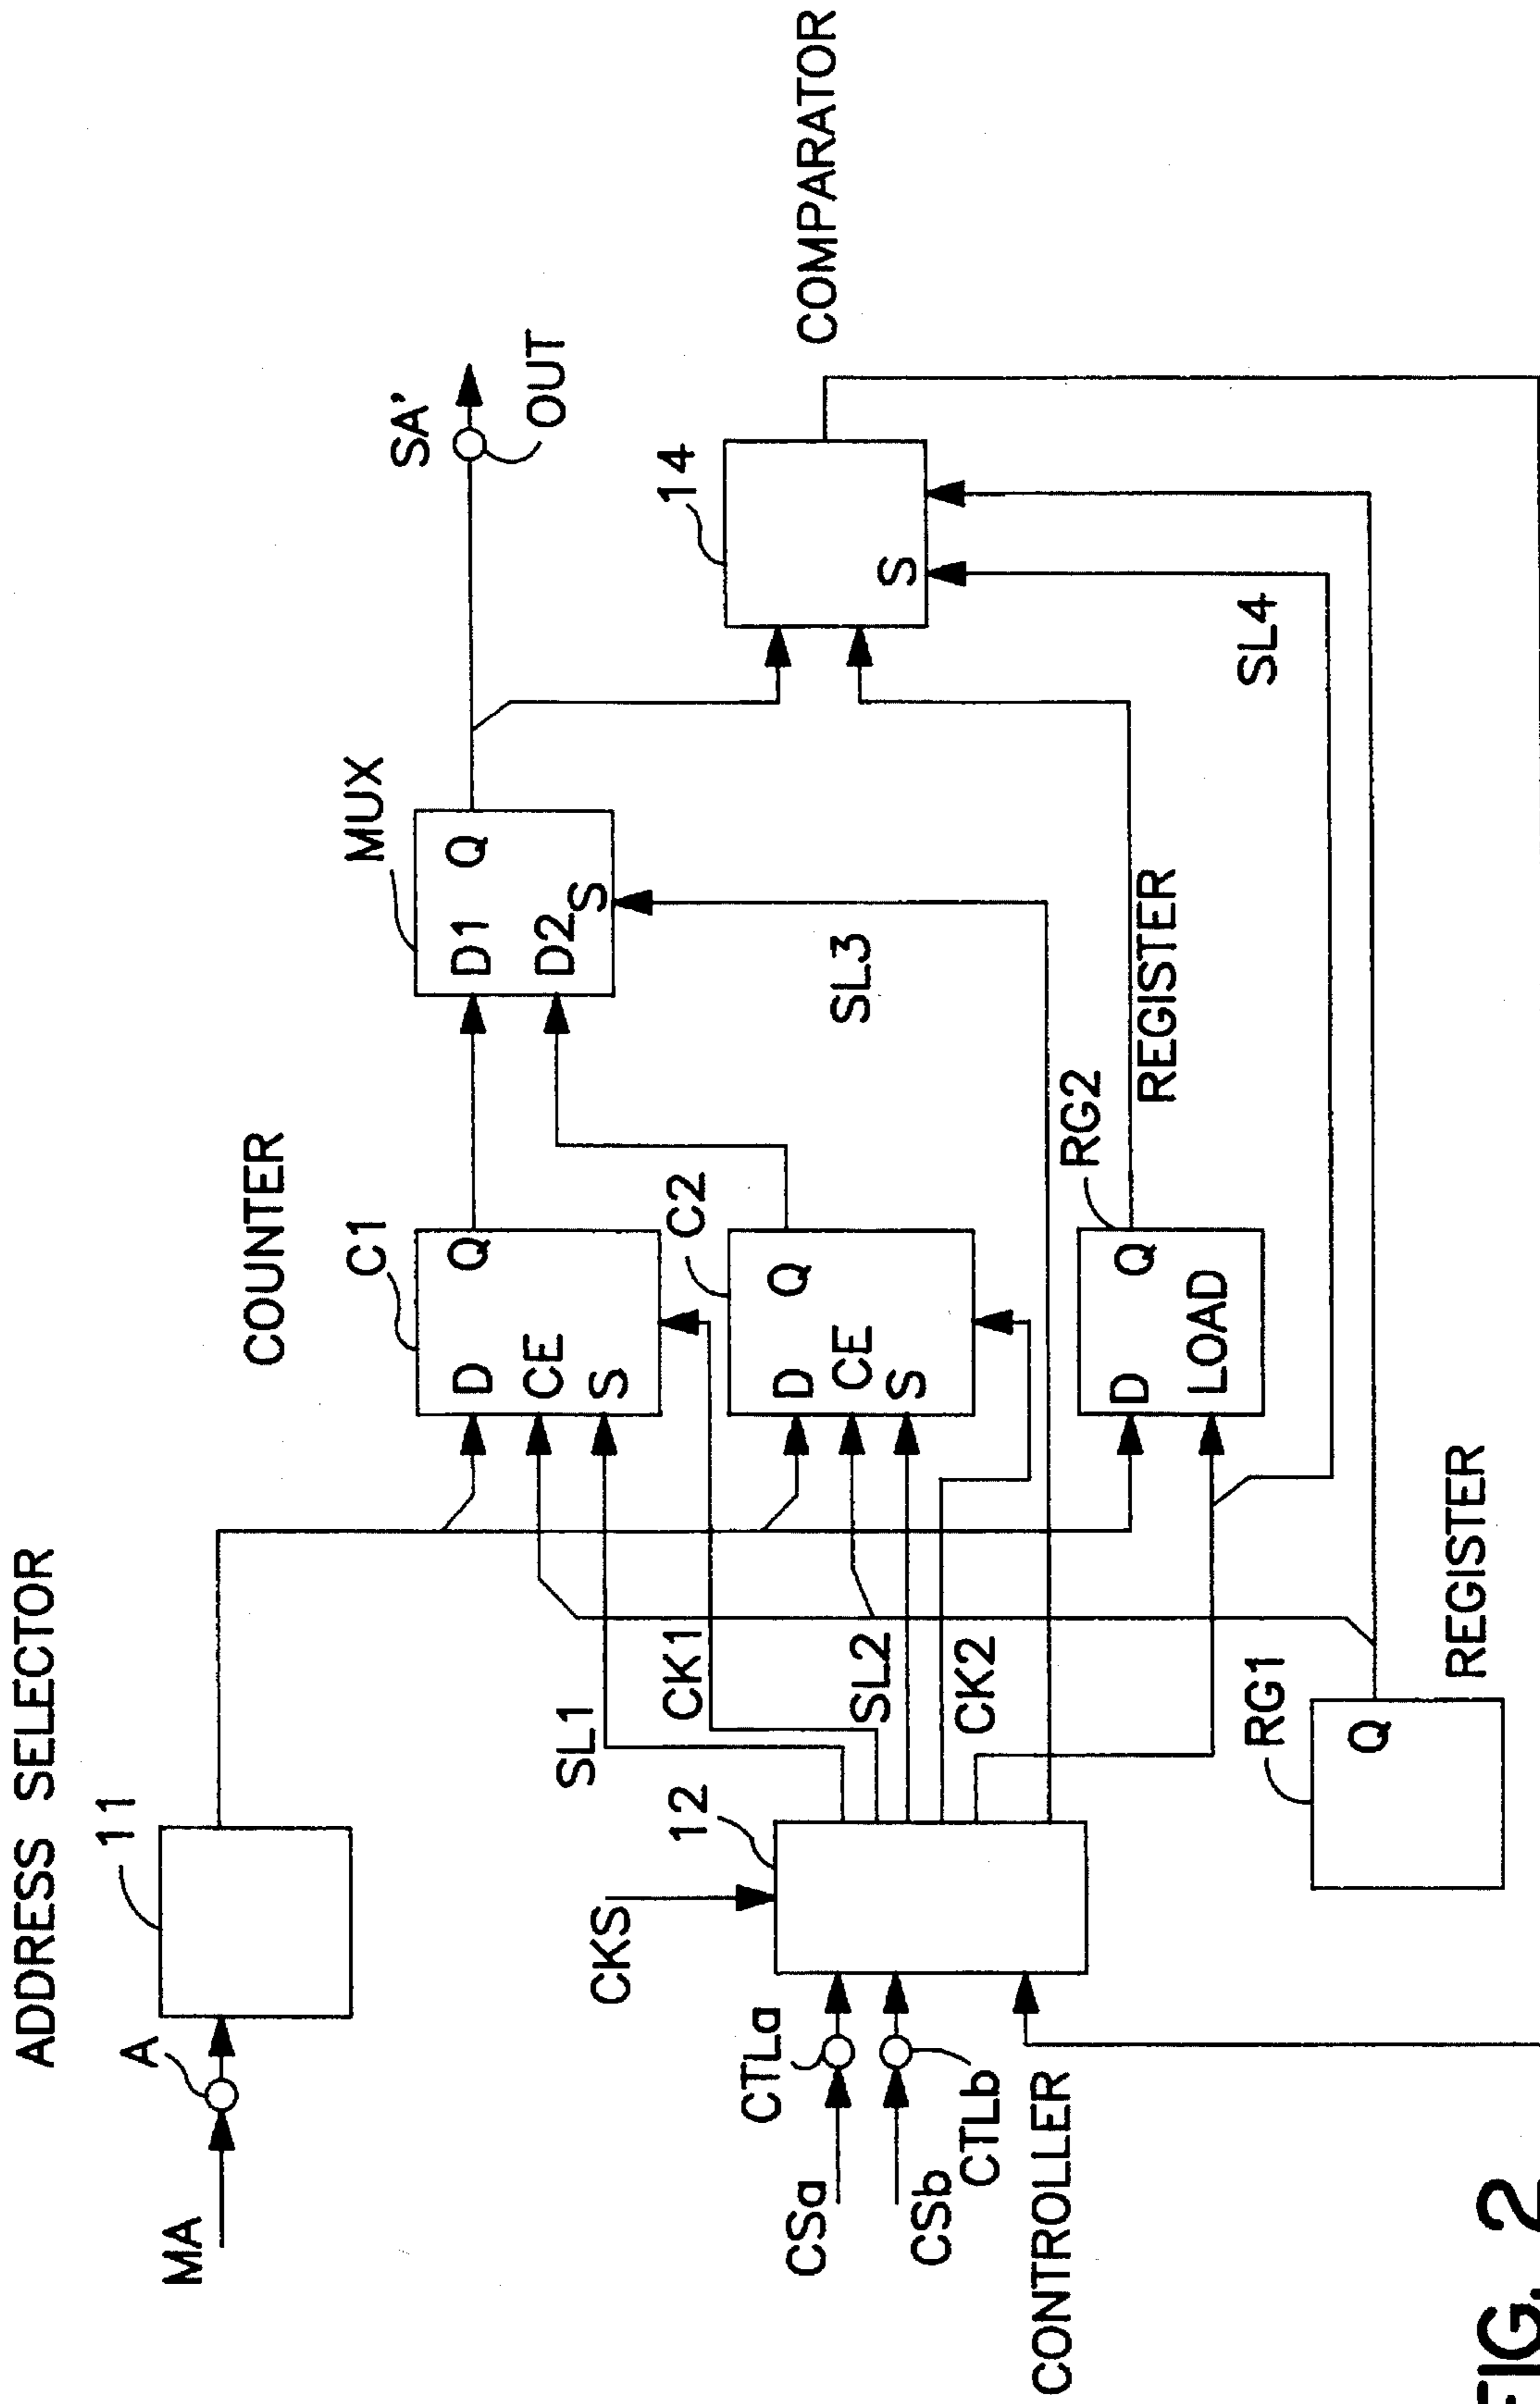 ADDRESS SELECTOR
MA
A
11
COUNTER
C1
D
CE
S
Q
MUX
D1
D2
S
Q
SA'
OUT
SL1
CK1
SL2
CK2
C2
D
CE
S
Q
SL3
14
S
COMPARATOR
CKS
12
CSa
CTLa
CSb
CTLb
CONTROLLER
RG2
D
LOAD
Q
REGISTER
SL4
RG1
Q
REGISTER
FIG. 2